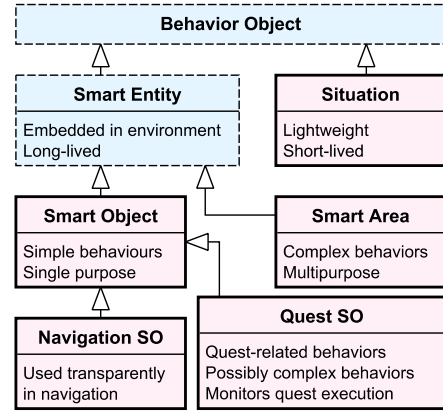 Behavior Object
Smart Entity
Embedded in environment
Long-lived
Situation
Lightweight
Short-lived
Smart Object
Simple behaviours
Single purpose
Smart Area
Complex behaviors
Multipurpose
Navigation SO
Used transparently
in navigation
Quest SO
Quest-related behaviors
Possibly complex behaviors
Monitors quest execution